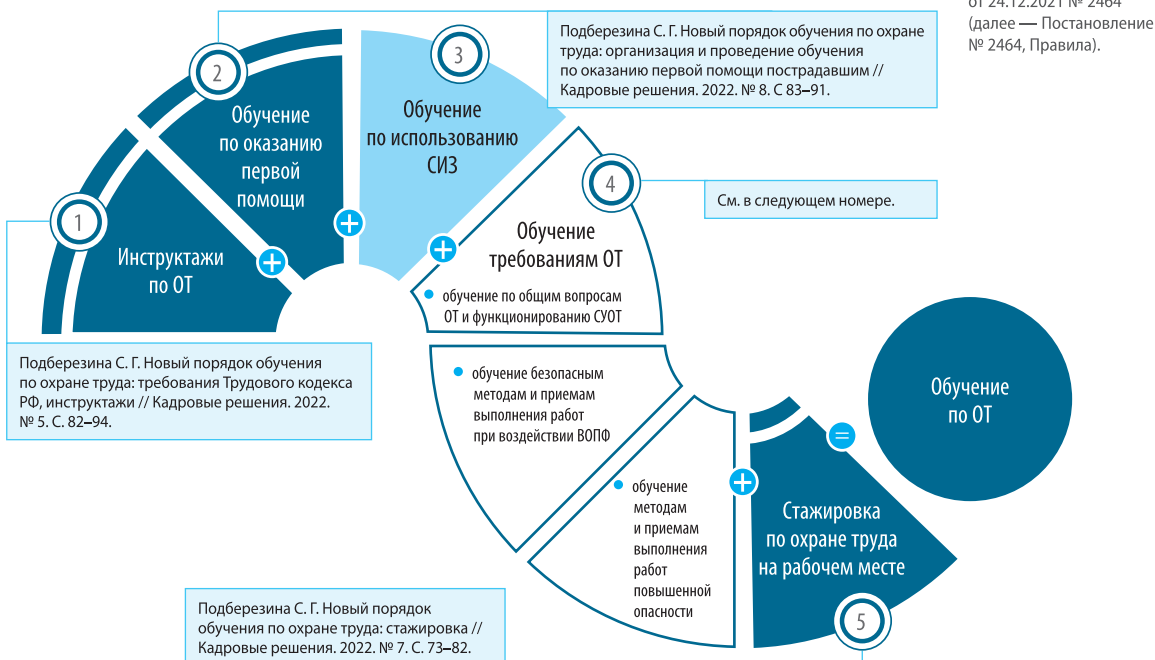 от 24.12.2021 № 2464
(далее — Постановление
№ 2464, Правила).
2
Обучение
по оказанию
первой
помощи
3
Обучение
по использованию
СИЗ
Подберезина С. Г. Новый порядок обучения по охране
труда: организация и проведение обучения
по оказанию первой помощи пострадавшим //
Кадровые решения. 2022. № 8. С 83–91.
1
Инструктажи
по ОТ
+
+
+
4
Обучение
требованиям ОТ
• обучение по общим вопросам
ОТ и функционированию СУОТ
См. в следующем номере.
Подберезина С. Г. Новый порядок обучения
по охране труда: требования Трудового кодекса
РФ, инструктажи // Кадровые решения. 2022.
№ 5. С. 82–94.
• обучение безопасным
методам и приемам
выполнения работ
при воздействии ВОПФ
• обучение
методам
и приемам
выполнения
работ
повышенной
опасности
+
Стажировка
по охране труда
на рабочем месте
5
=
Обучение
по ОТ
Подберезина С. Г. Новый порядок
обучения по охране труда: стажировка //
Кадровые решения. 2022. № 7. С. 73–82.